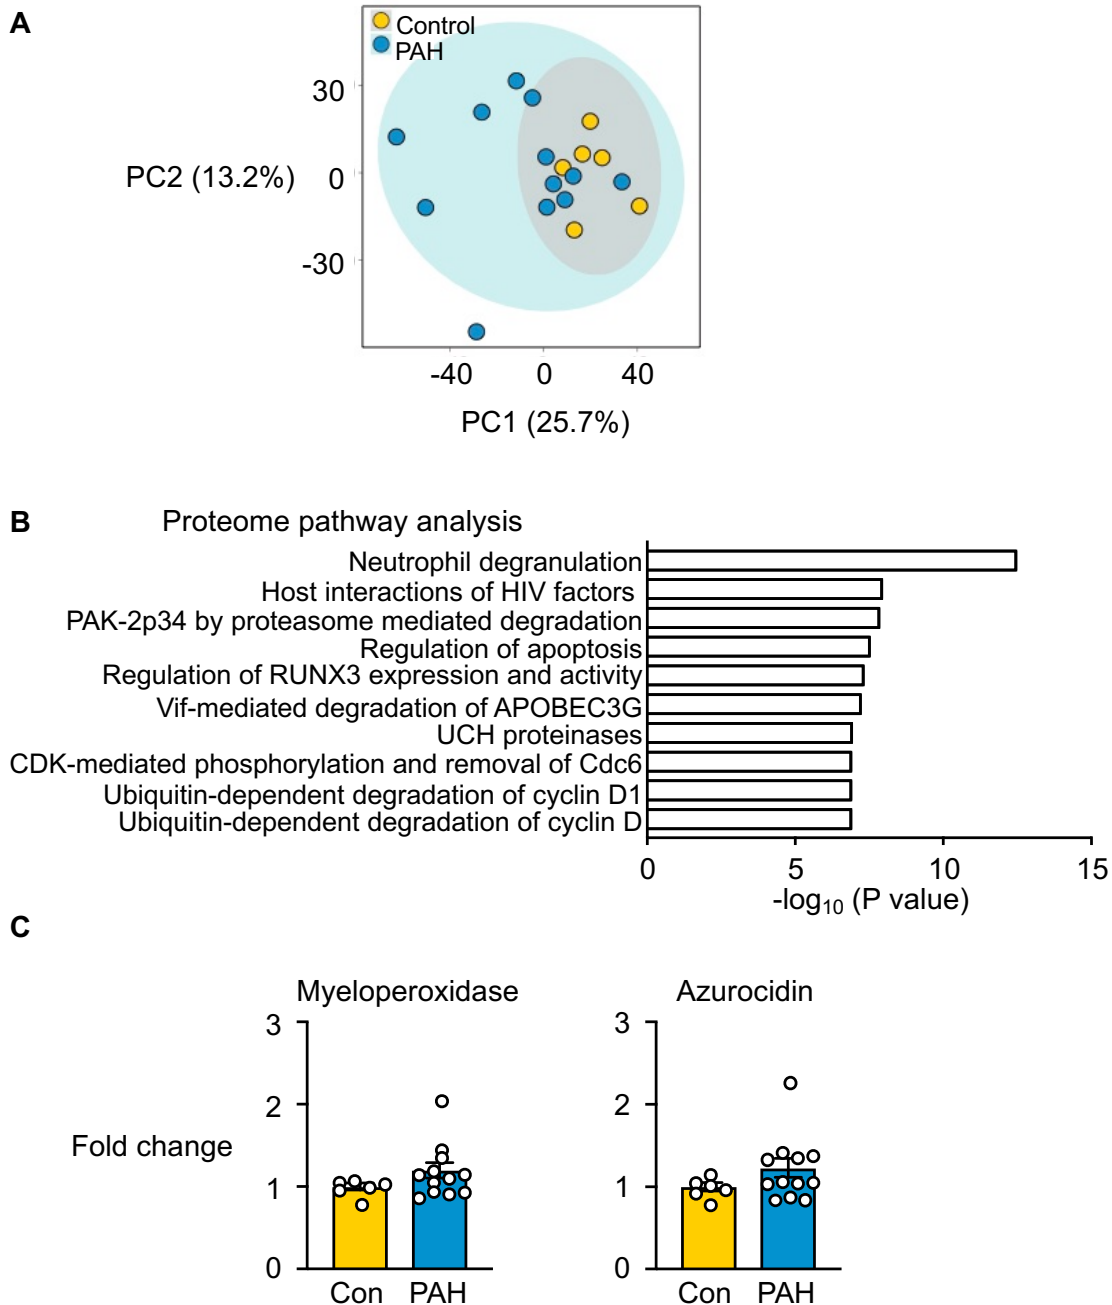 A
Control
PAH
30
PC2 (13.2%)
0
-30
-40 0 40
PC1 (25.7%)
B
Proteome pathway analysis
Neutrophil degranulation
Host interactions of HIV factors
PAK-2p34 by proteasome mediated degradation
Regulation of apoptosis
Regulation of RUNX3 expression and activity
Vif-mediated degradation of APOBEC3G
UCH proteinases
CDK-mediated phosphorylation and removal of Cdc6
Ubiquitin-dependent degradation of cyclin D1
Ubiquitin-dependent degradation of cyclin D
0 5 10 15
-log₁₀ (P value)
C
Myeloperoxidase Azurocidin
3 3
2 2
Fold change
1 1
0 0
Con PAH Con PAH